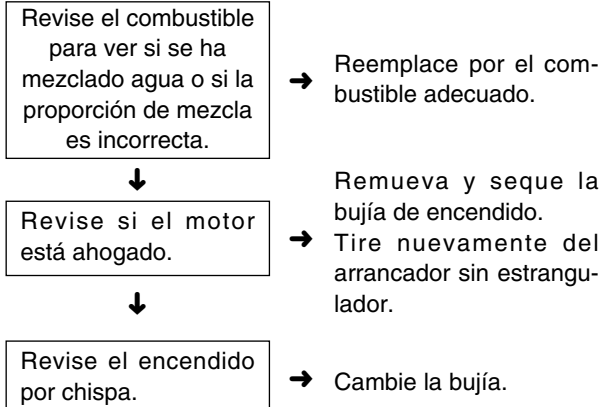 Revise el combustible
para ver si se ha
mezclado agua o si la
proporción de mezcla
es incorrecta.
➜
Reemplace por el com-
bustible adecuado.
➜
Revise si el motor
está ahogado.
➜
Remueva y seque la
bujía de encendido.
Tire nuevamente del
arrancador sin estrangu-
lador.
➜
Revise el encendido
por chispa.
➜
Cambie la bujía.